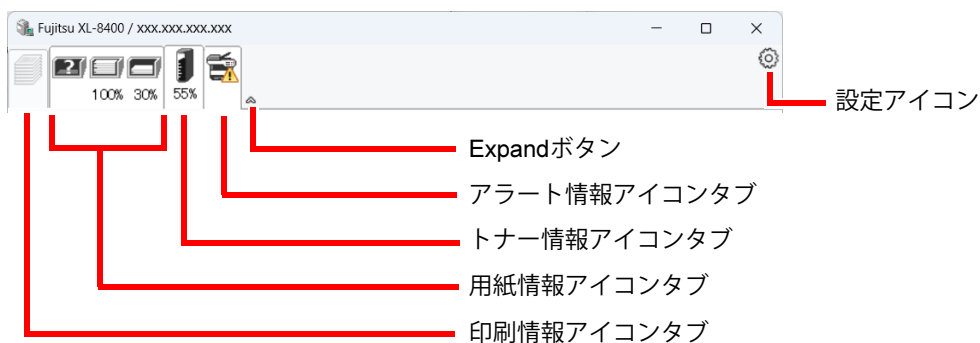 Fujitsu XL-8400 / xxx.xxx.xxx.xxx
?
100% 30% 55%
設定アイコン
Expandボタン
アラート情報アイコンタブ
トナー情報アイコンタブ
用紙情報アイコンタブ
印刷情報アイコンタブ